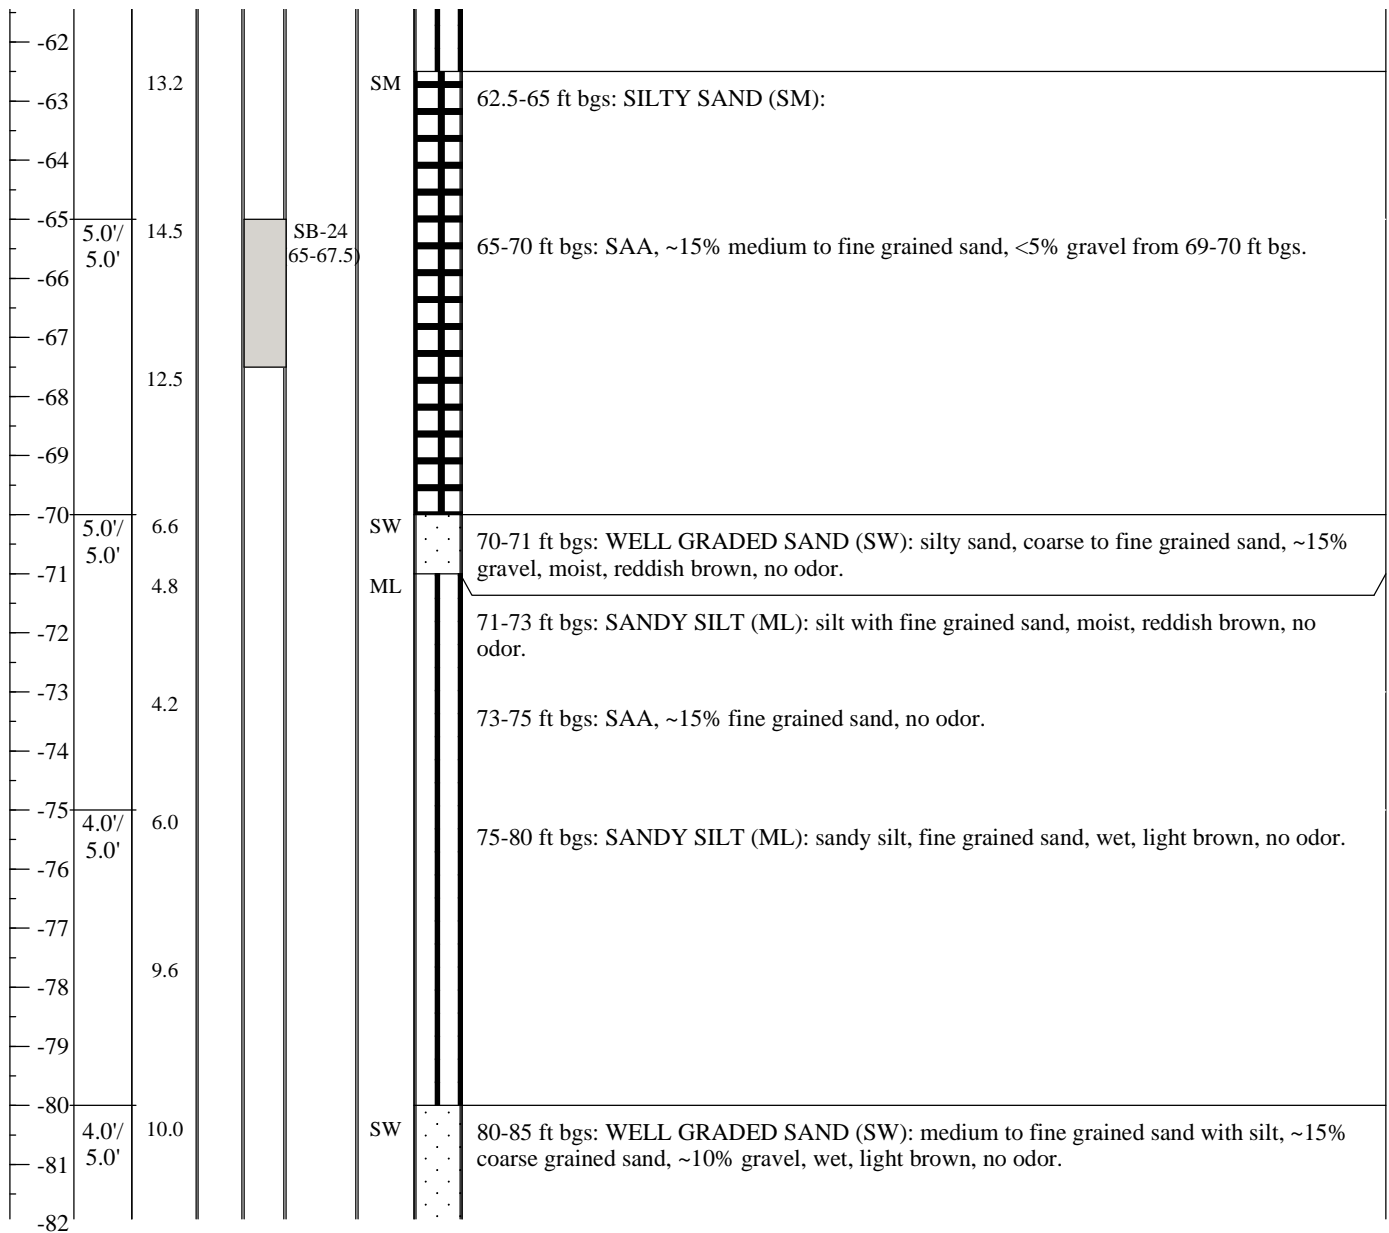 -62
13.2
SM
62.5-65 ft bgs: SILTY SAND (SM):
-63
-64
-65
5.0'/
5.0'
14.5
SB-24
65-67.5)
65-70 ft bgs: SAA, ~15% medium to fine grained sand, <5% gravel from 69-70 ft bgs.
-66
-67
12.5
-68
-69
-70
5.0'/
5.0'
6.6
SW
70-71 ft bgs: WELL GRADED SAND (SW): silty sand, coarse to fine grained sand, ~15%
gravel, moist, reddish brown, no odor.
-71
4.8
ML
71-73 ft bgs: SANDY SILT (ML): silt with fine grained sand, moist, reddish brown, no
odor.
-72
-73
4.2
73-75 ft bgs: SAA, ~15% fine grained sand, no odor.
-74
-75
4.0'/
5.0'
6.0
75-80 ft bgs: SANDY SILT (ML): sandy silt, fine grained sand, wet, light brown, no odor.
-76
-77
9.6
-78
-79
-80
4.0'/
5.0'
10.0
SW
80-85 ft bgs: WELL GRADED SAND (SW): medium to fine grained sand with silt, ~15%
coarse grained sand, ~10% gravel, wet, light brown, no odor.
-81
-82